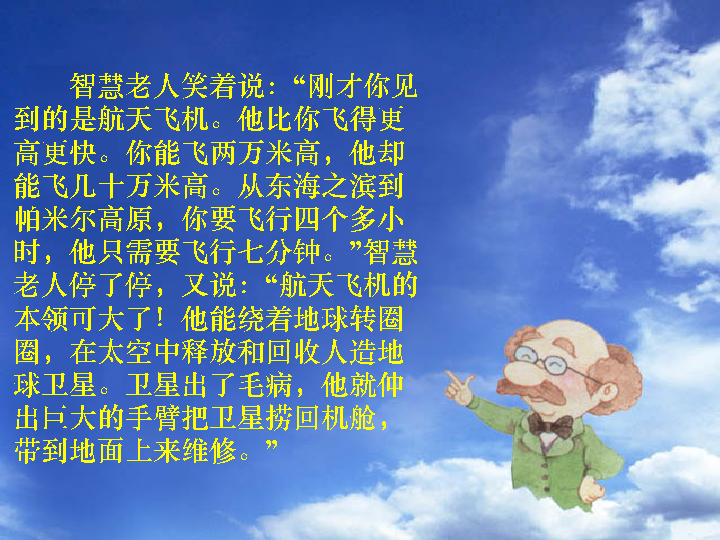 智慧老人笑着说：“刚才你见
到的是航天飞机。他比你飞得更
高更快。你能飞两万米高，他却
能飞几十万米高。从东海之滨到
帕米尔高原，你要飞行四个多小
时，他只需要飞行七分钟。”智慧
老人停了停，又说：“航天飞机的
本领可大了！他能绕着地球转圈
圈，在太空中释放和回收人造地
球卫星。卫星出了毛病，他就伸
出巨大的手臂把卫星捞回机舱，
带到地面上来维修。”